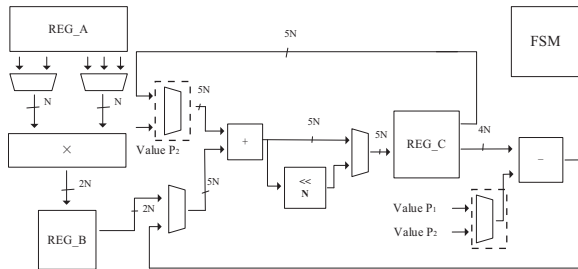 REG_A
FSM
5N
N
N
5N
Value P₂
×
+
5N
5N
REG_C
4N
−
<<
N
2N
5N
2N
REG_B
Value P₁
Value P₂